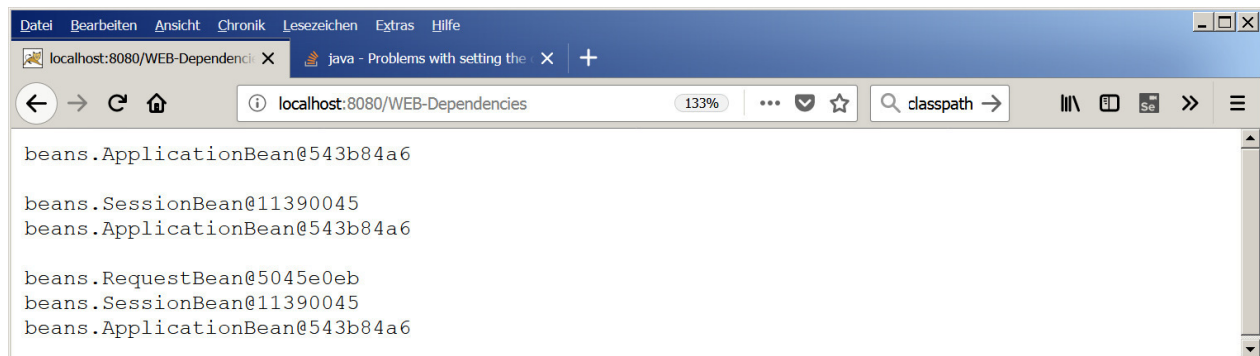 Datei Bearbeiten Ansicht Chronik Lesezeichen Extras Hilfe
localhost:8080/WEB-Dependenci java - Problems with setting the
localhost:8080/WEB-Dependencies 133% classpath
Se
beans.ApplicationBean@543b84a6
beans.SessionBean@11390045
beans.ApplicationBean@543b84a6
beans.RequestBean@5045e0eb
beans.SessionBean@11390045
beans.ApplicationBean@543b84a6